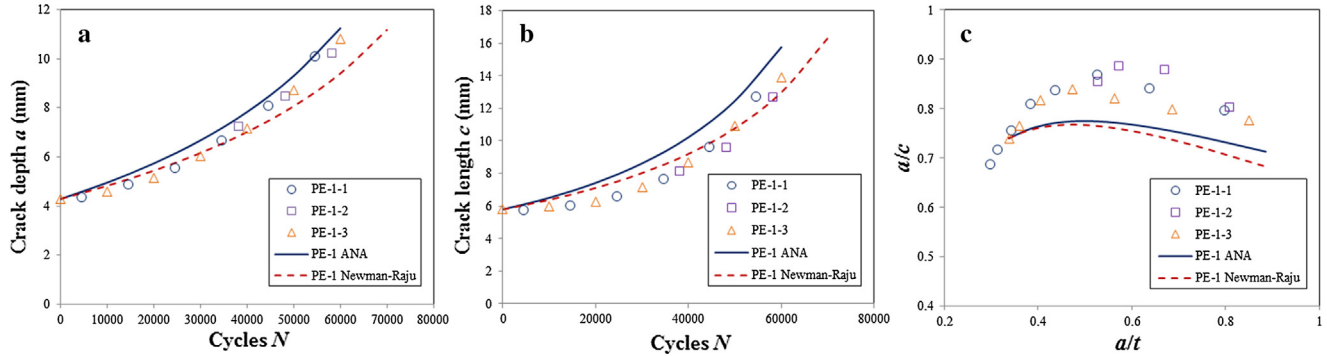 a
Crack depth a (mm)
12
10
8
6
4
2
0
0 10000 20000 30000 40000 50000 60000 70000 80000
Cycles N
PE-1-1
PE-1-2
PE-1-3
PE-1 ANA
PE-1 Newman-Raju
b
Crack length c (mm)
18
16
14
12
10
8
6
4
2
0
0 20000 40000 60000 80000
Cycles N
PE-1-1
PE-1-2
PE-1-3
PE-1 ANA
PE-1 Newman-Raju
c
a/c
1
0.9
0.8
0.7
0.6
0.5
0.4
0.2 0.4 0.6 0.8 1
a/t
PE-1-1
PE-1-2
PE-1-3
PE-1 ANA
PE-1 Newman-Raju